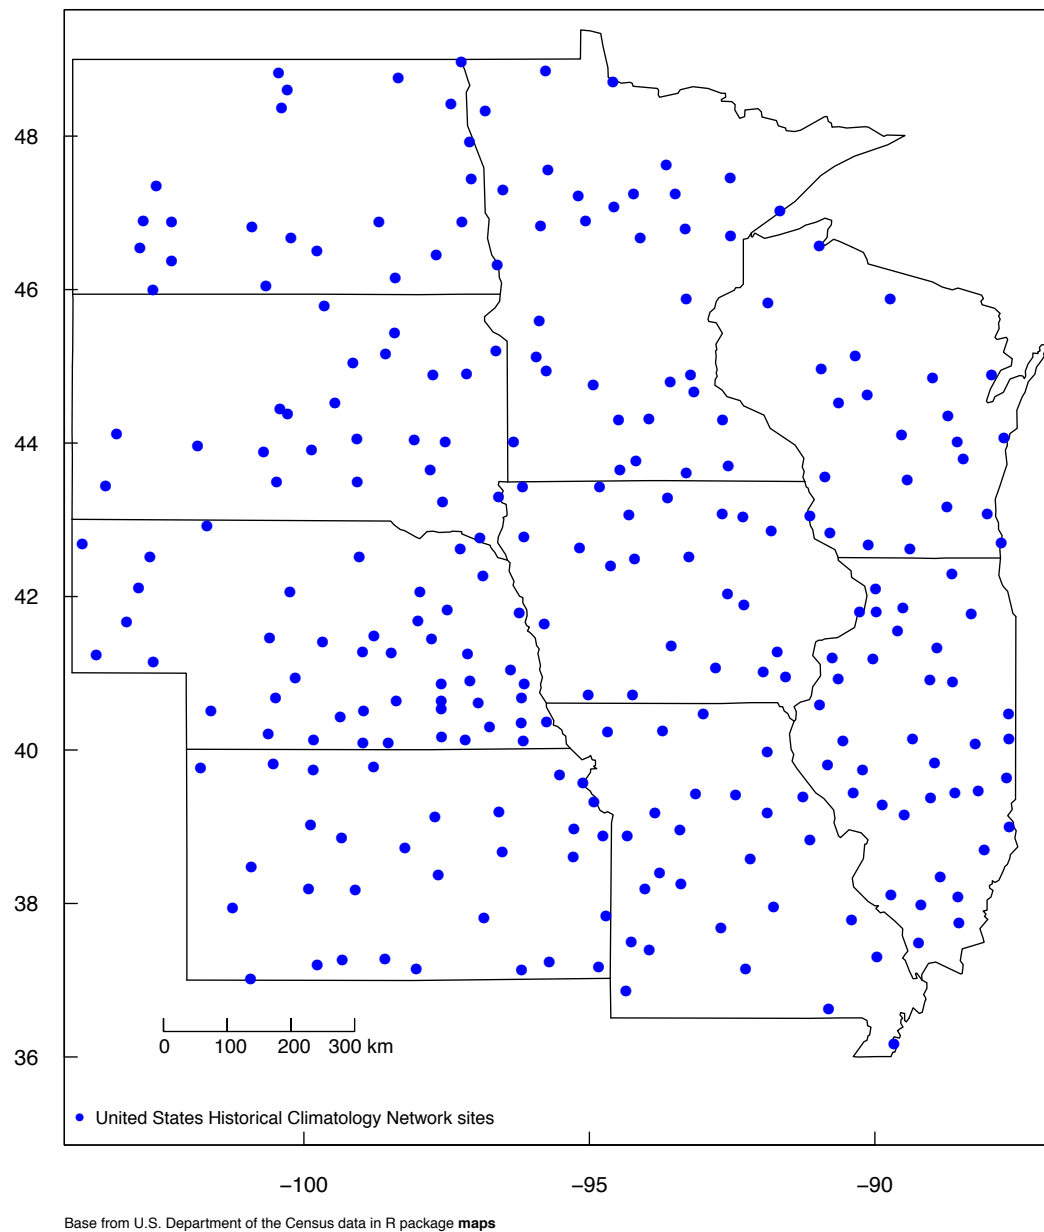 48
46
44
42
40
38
36
0 100 200 300 km
United States Historical Climatology Network sites
−100 −95 −90
Base from U.S. Department of the Census data in R package maps